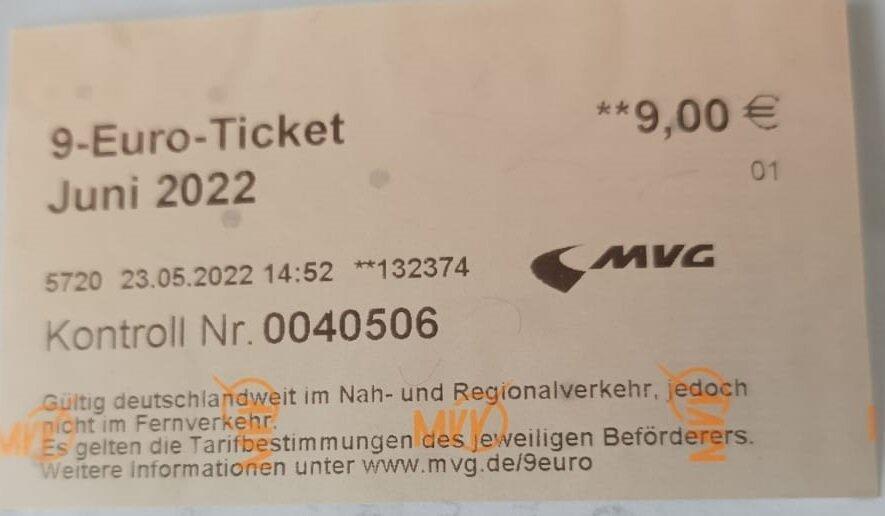 9-Euro-Ticket
**9,00 €
Juni 2022
01
5720 23.05.2022 14:52 **132374
MVG
Kontroll Nr. 0040506
Gültig deutschlandweit im Nah- und Regionalverkehr, jedoch
nicht im Fernverkehr.
Es gelten die Tarifbestimmungen des jeweiligen Beförderers.
Weitere Informationen unter www.mvg.de/9euro
MVV
MVV